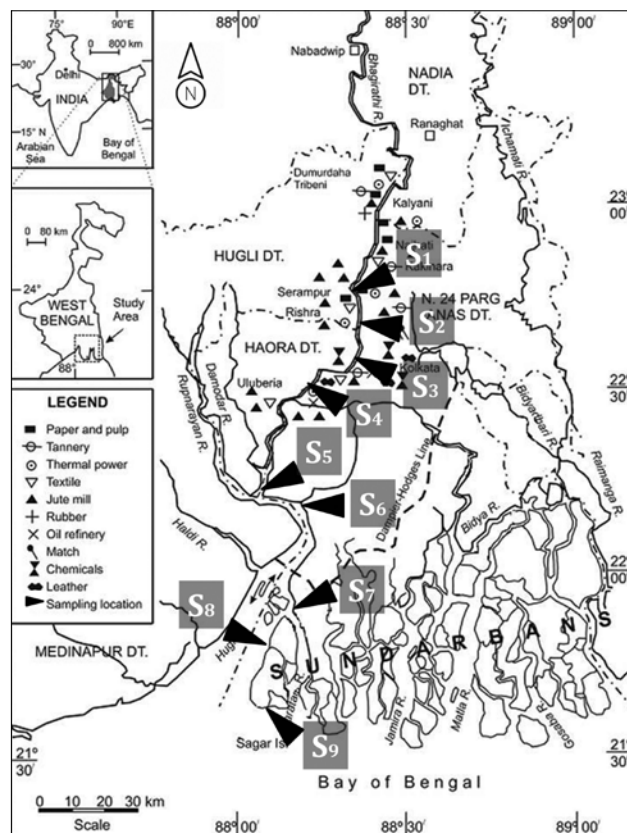 75°
90°E
0 800 km
30°
Delhi
INDIA
15° N
Arabian
Sea
Bay of
Bengal
0 80 km
24°
WEST
BENGAL
Study
Area
88°
LEGEND
Paper and pulp
Tannery
Thermal power
Textile
Jute mill
Rubber
Oil refinery
Match
Chemicals
Leather
Sampling location
88°00'
88°30'
89°00'
N
Nabadwip
Bhagirathi R.
NADIA
DT.
Ranaghat
Ichamati R.
Dumurdaha
Tribeni
Kalyani
23°
00'
HUGLI DT.
S1
Serampur
Rishra
N. 24 PARG
ANAS DT.
S2
HAORA DT.
Kolkata
S3
22°
30'
Uluberia
S4
Rupnarayan R.
Damodar R.
Bidyadhari R.
Raimanga R.
S5
S6
Dampier-Hodges Line
Bidya R.
Haldi R.
22°
00'
S7
S8
MEDINAPUR DT.
SUNDARBANS
Jamira R.
Matla R.
Gosaba R.
Sagar Is.
S9
21°
30'
21°
30'
Bay of Bengal
0 10 20 30 km
Scale
88°00'
88°30'
89°00'